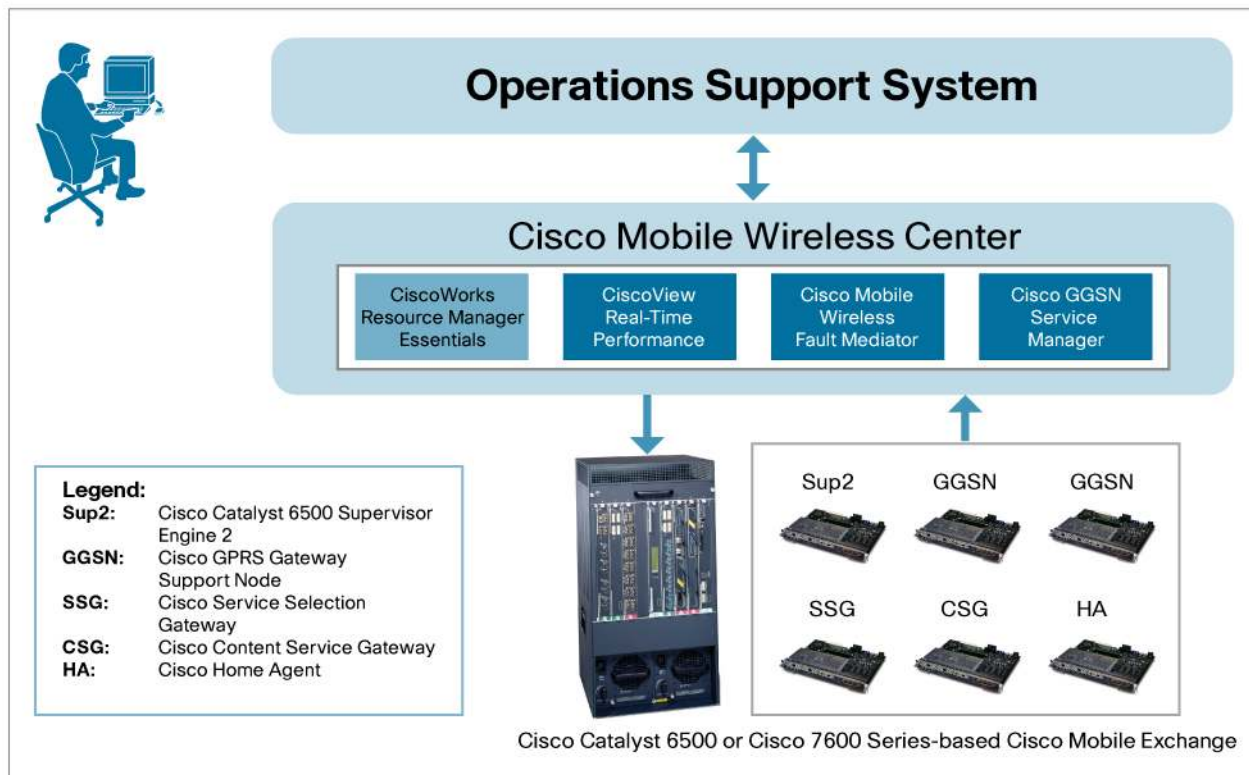 Operations Support System
Cisco Mobile Wireless Center
CiscoWorks
Resource Manager
Essentials
CiscoView
Real-Time
Performance
Cisco Mobile
Wireless
Fault Mediator
Cisco GGSN
Service
Manager
Legend:
Sup2: Cisco Catalyst 6500 Supervisor
Engine 2
GGSN: Cisco GPRS Gateway
Support Node
SSG: Cisco Service Selection
Gateway
CSG: Cisco Content Service Gateway
HA: Cisco Home Agent
Sup2 GGSN GGSN
SSG CSG HA
Cisco Catalyst 6500 or Cisco 7600 Series-based Cisco Mobile Exchange